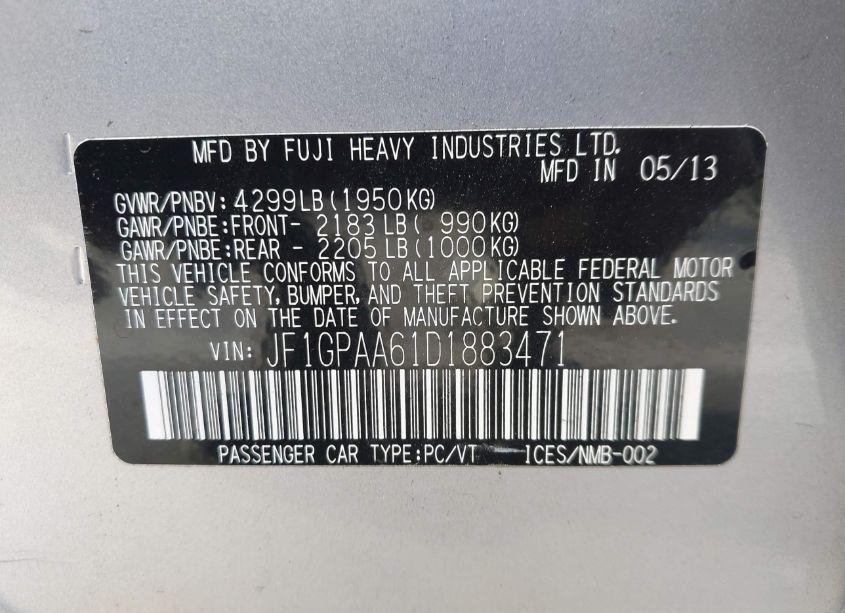 MFD BY FUJI HEAVY INDUSTRIES LTD.
MFD IN 05/13
GVWR/PNBV: 4299LB(1950KG)
GAWR/PNBE:FRONT- 2183LB( 990KG)
GAWR/PNBE:REAR - 2205LB(1000KG)
THIS VEHICLE CONFORMS TO ALL APPLICABLE FEDERAL MOTOR
VEHICLE SAFETY, BUMPER, AND THEFT PREVENTION STANDARDS
IN EFFECT ON THE DATE OF MANUFACTURE SHOWN ABOVE.
VIN: JF1GPAA61D1883471
PASSENGER CAR TYPE:PC/VT ICES/NMB-002